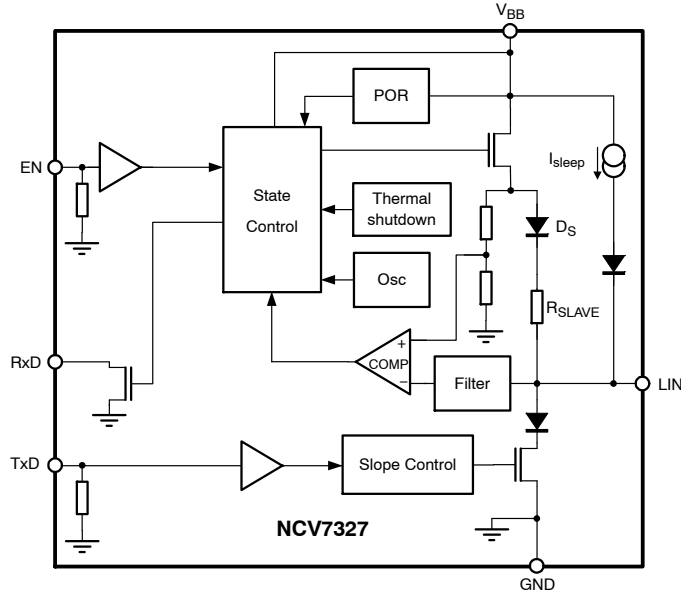 VBB
POR
EN
State
Control
Isleep
Thermal
shutdown
DS
Osc
RSLAVE
+
COMP
−
RxD
Filter
LIN
TxD
Slope Control
NCV7327
GND